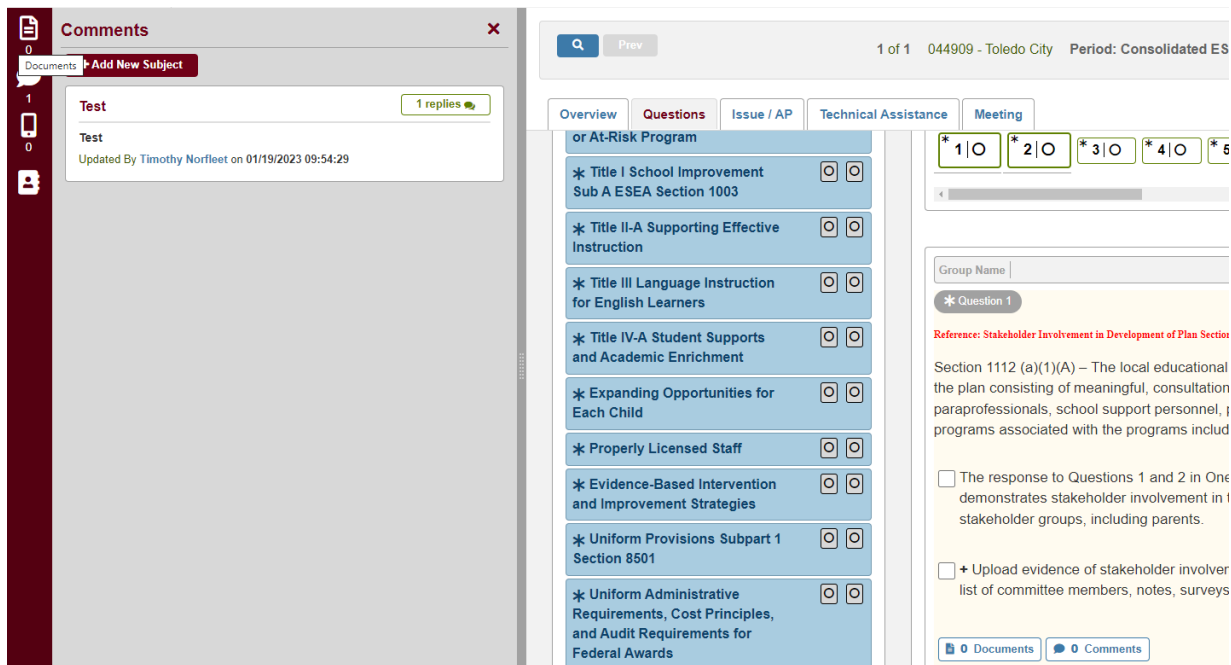 0
Documents
1
0
Comments
Add New Subject
Test
1 replies
Test
Updated By Timothy Norfleet on 01/19/2023 09:54:29
Prev
1 of 1 044909 - Toledo City Period: Consolidated ES
Overview Questions Issue / AP Technical Assistance Meeting
or At-Risk Program
* Title I School Improvement
Sub A ESEA Section 1003
* Title II-A Supporting Effective
Instruction
* Title III Language Instruction
for English Learners
* Title IV-A Student Supports
and Academic Enrichment
* Expanding Opportunities for
Each Child
* Properly Licensed Staff
* Evidence-Based Intervention
and Improvement Strategies
* Uniform Provisions Subpart 1
Section 8501
* Uniform Administrative
Requirements, Cost Principles,
and Audit Requirements for
Federal Awards
* 1|O * 2|O * 3|O * 4|O * 5
Group Name
* Question 1
Reference: Stakeholder Involvement in Development of Plan Section
Section 1112 (a)(1)(A) – The local educational
the plan consisting of meaningful, consultation
paraprofessionals, school support personnel, p
programs associated with the programs includ
The response to Questions 1 and 2 in One
demonstrates stakeholder involvement in t
stakeholder groups, including parents.
+ Upload evidence of stakeholder involver
list of committee members, notes, surveys
0 Documents 0 Comments